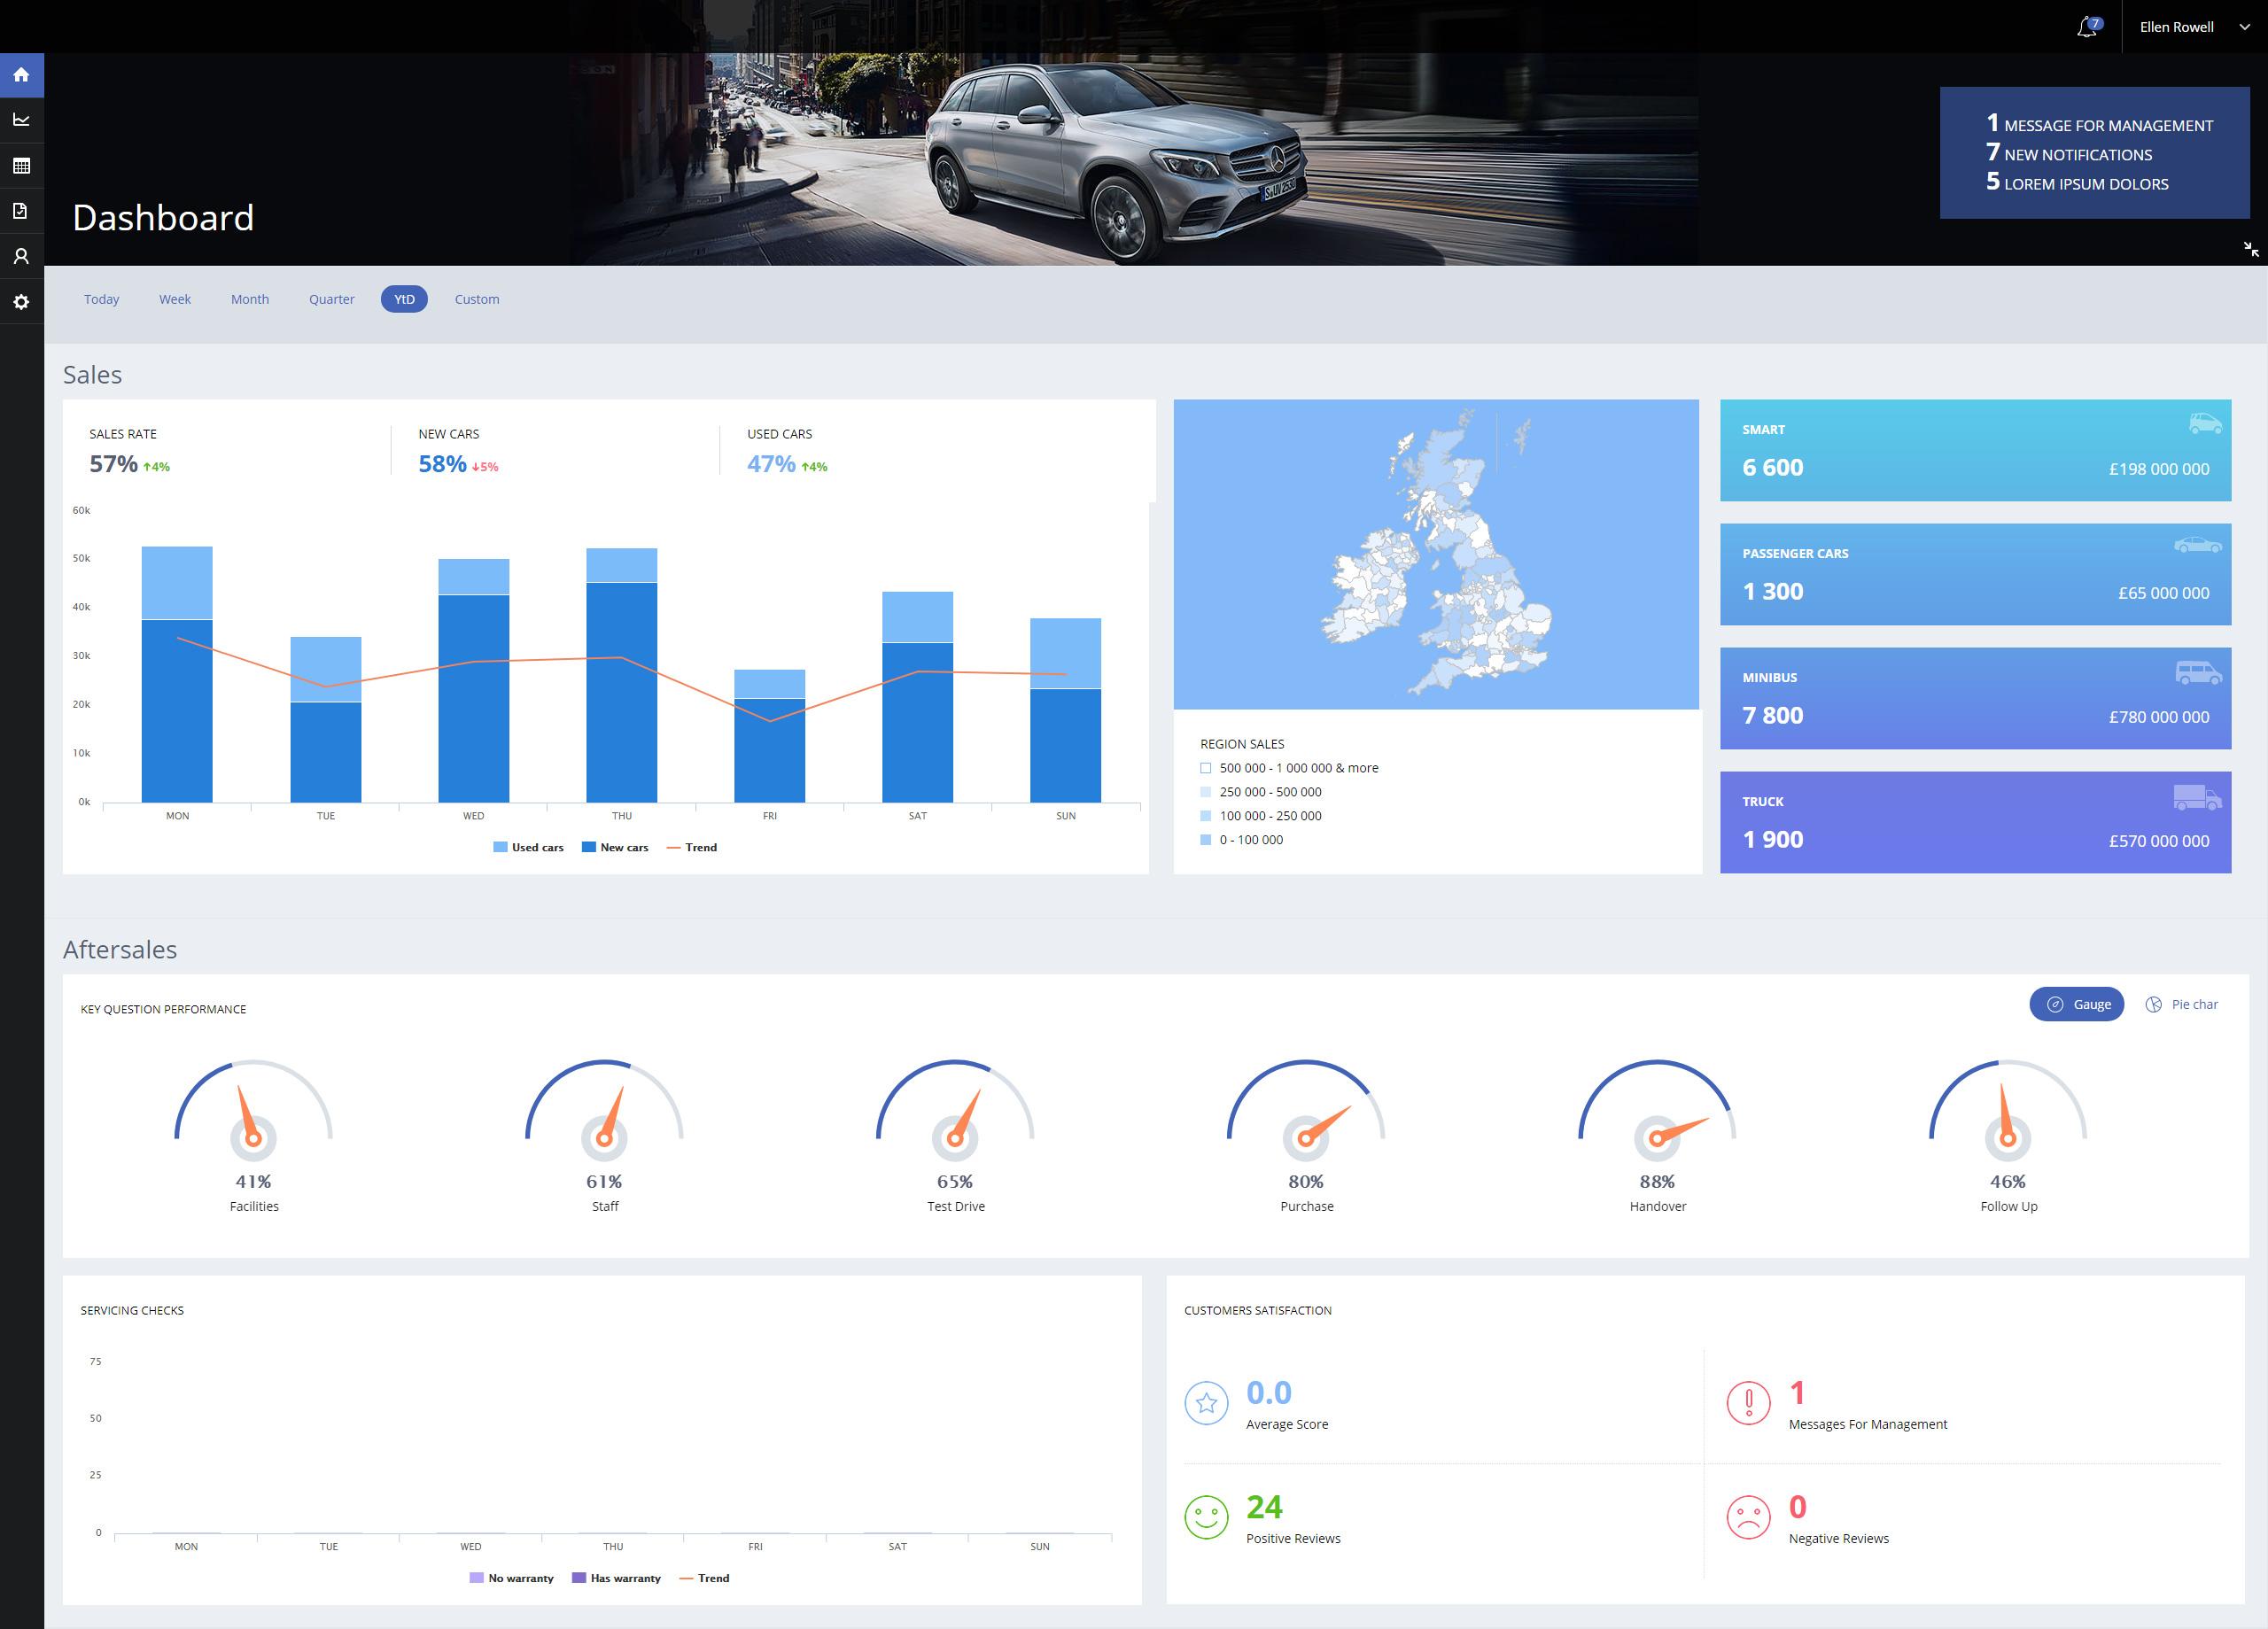 7
Ellen Rowell
1 MESSAGE FOR MANAGEMENT
7 NEW NOTIFICATIONS
5 LOREM IPSUM DOLORS
Dashboard
Today Week Month Quarter YtD Custom
Sales
SALES RATE
57% 4%
NEW CARS
58% 5%
USED CARS
47% 4%
60k
50k
40k
30k
20k
10k
0k
MON TUE WED THU FRI SAT SUN
Used cars New cars Trend
REGION SALES
500 000 - 1 000 000 & more
250 000 - 500 000
100 000 - 250 000
0 - 100 000
SMART
6 600 £198 000 000
PASSENGER CARS
1 300 £65 000 000
MINIBUS
7 800 £780 000 000
TRUCK
1 900 £570 000 000
Aftersales
KEY QUESTION PERFORMANCE
Gauge Pie char
41%
Facilities
61%
Staff
65%
Test Drive
80%
Purchase
88%
Handover
46%
Follow Up
SERVICING CHECKS
75
50
25
0
MON TUE WED THU FRI SAT SUN
No warranty Has warranty Trend
CUSTOMERS SATISFACTION
0.0
Average Score
1
Messages For Management
24
Positive Reviews
0
Negative Reviews